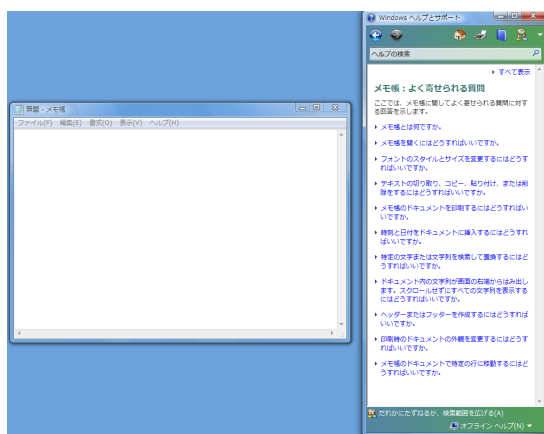 無題 - メモ帳
ファイル(F) 編集(E) 書式(O) 表示(V) ヘルプ(H)
Windows ヘルプとサポート
ヘルプの検索
すべて表示
メモ帳：よく寄せられる質問
ここでは、メモ帳に関してよく寄せられる質問に対す
る回答を示します。
メモ帳とは何ですか。
メモ帳を開くにはどうすればいいですか。
フォントのスタイルとサイズを変更するにはどうす
ればいいですか。
テキストの切り取り、コピー、貼り付け、または削
除をするにはどうすればいいですか。
メモ帳のドキュメントを印刷するにはどうすればい
いですか。
時刻と日付をドキュメントに挿入するにはどうすれ
ばいいですか。
特定の文字または文字列を検索して置換するにはど
うすればいいですか。
ドキュメント内の文字列が画面の右端からはみ出し
ます。スクロールせずにすべての文字列を表示する
にはどうすればいいですか。
ヘッダーまたはフッターを作成するにはどうすれば
いいですか。
印刷時のドキュメントの外観を変更するにはどうす
ればいいですか。
メモ帳のドキュメントで特定の行に移動するにはど
うすればいいですか。
だれかにたずねるか、検索範囲を広げる(A)
オフライン ヘルプ(N)